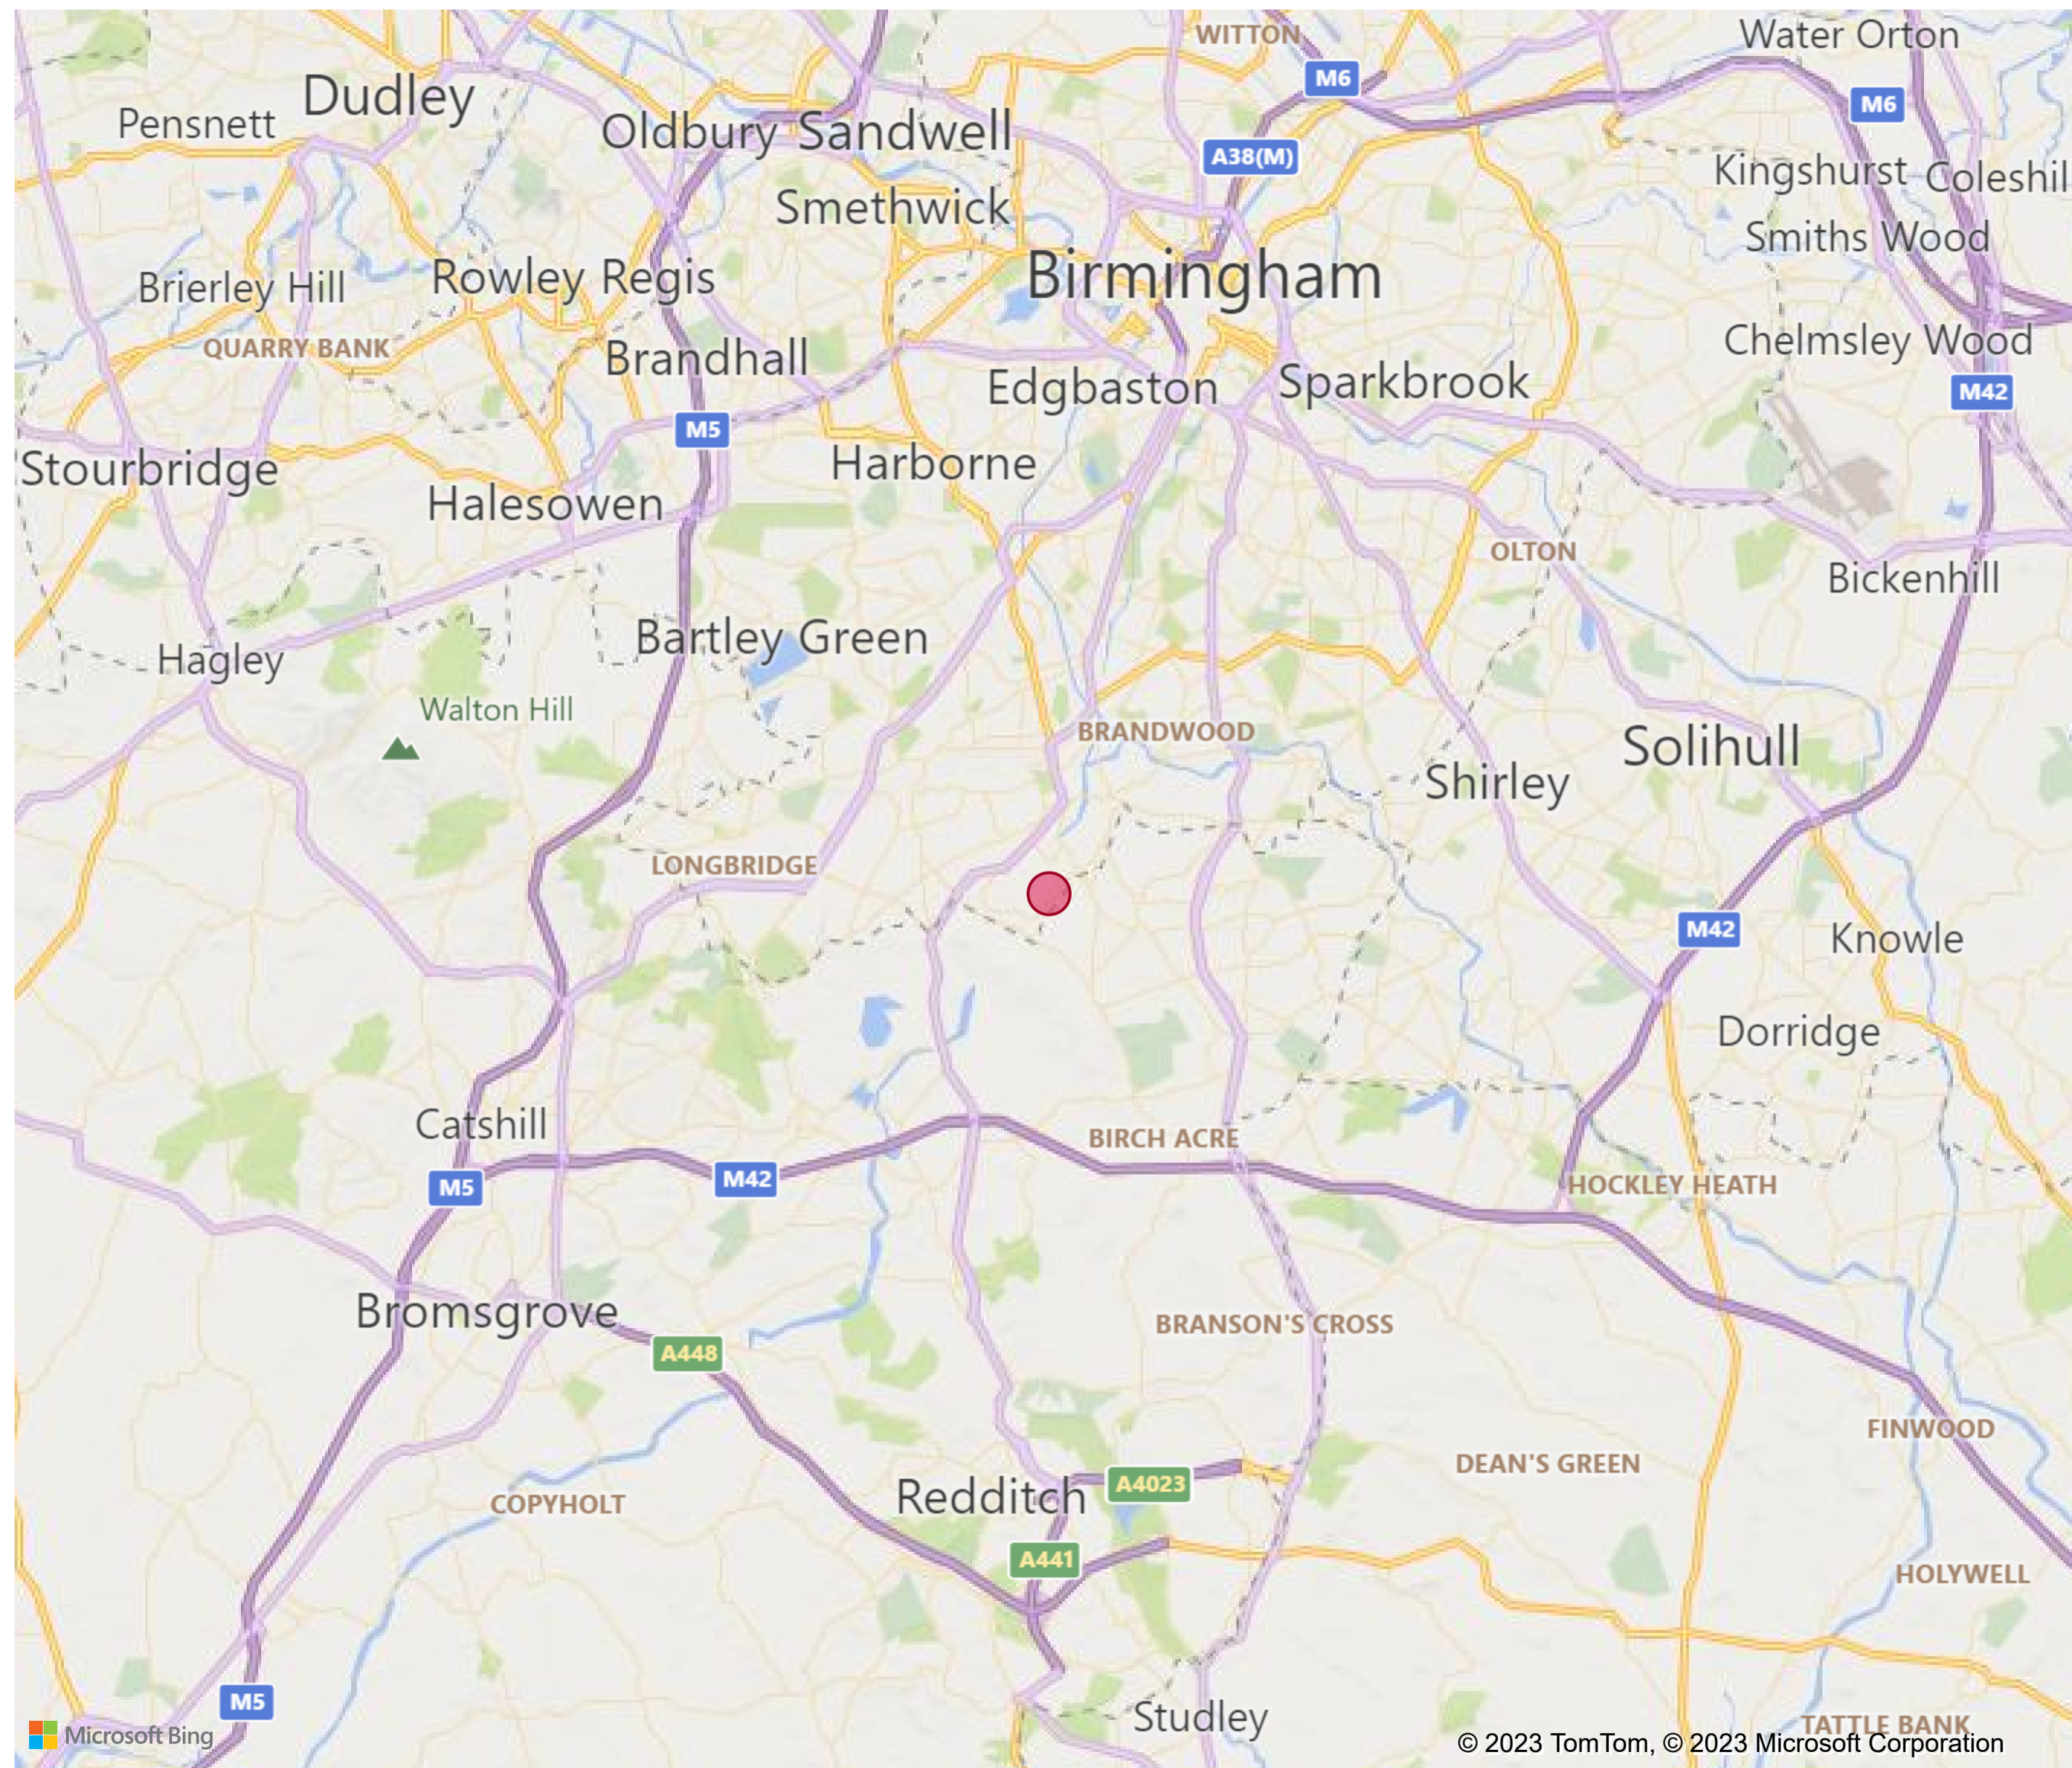 WITTON
Water Orton
M6
Dudley
M6
Pensnett
Oldbury
Sandwell
A38(M)
Kingshurst
Coleshil
Smethwick
Smiths Wood
Birmingham
Rowley Regis
Brierley Hill
QUARRY BANK
Chelmsley Wood
Brandhall
Edgbaston
Sparkbrook
M42
M5
Stourbridge
Harborne
Halesowen
OLTON
Bickenhill
Bartley Green
Hagley
Walton Hill
BRANDWOOD
Solihull
Shirley
LONGBRIDGE
M42
Knowle
Dorridge
Catshill
BIRCH ACRE
M5
M42
HOCKLEY HEATH
Bromsgrove
BRANSON'S CROSS
A448
FINWOOD
DEAN'S GREEN
Redditch
A4023
COPYHOLT
A441
HOLYWELL
M5
Studley
TATTLE BANK
Microsoft Bing
© 2023 TomTom, © 2023 Microsoft Corporation